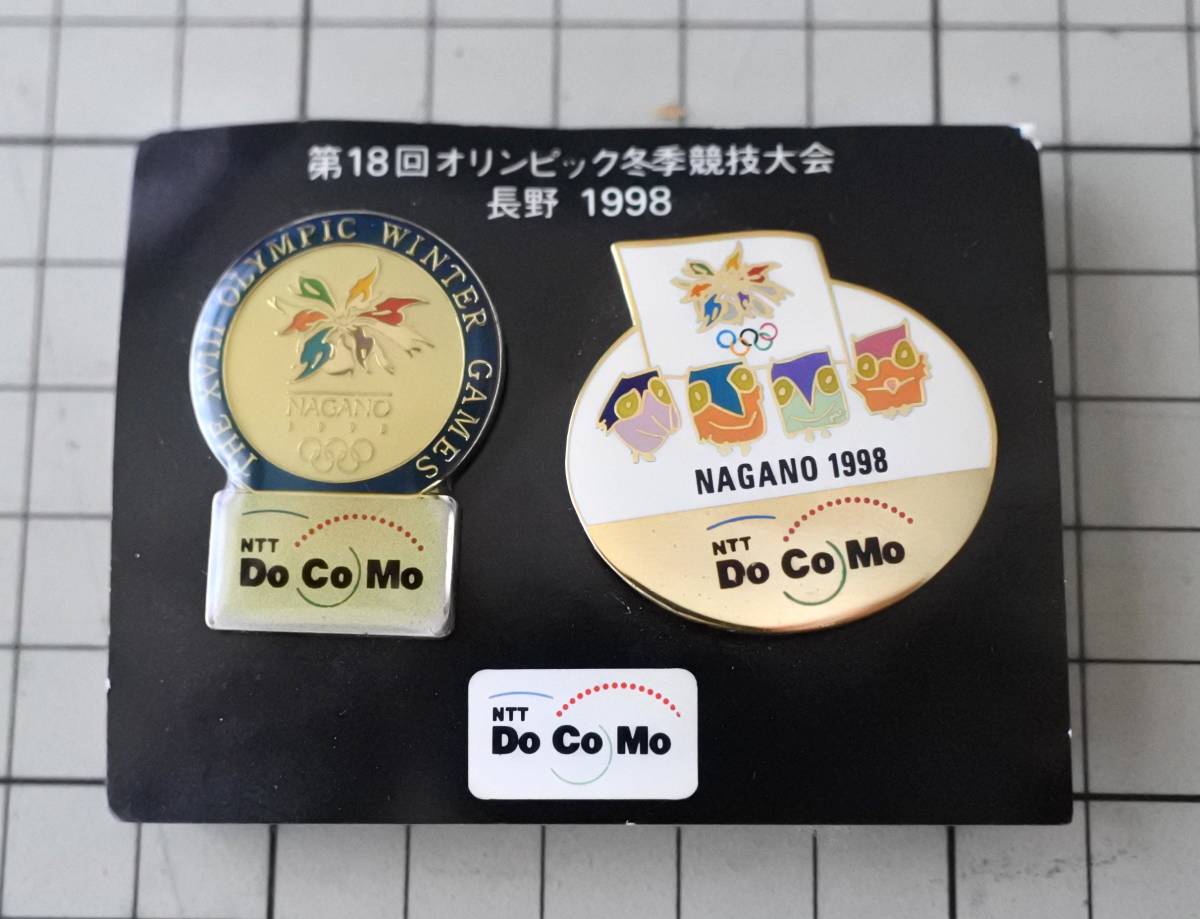 第18回オリンピック冬季競技大会
長野 1998
THE XVIII OLYMPIC WINTER GAMES
NAGANO
1998
NTT
Do Co Mo
NAGANO 1998
NTT
Do Co Mo
NTT
Do Co Mo